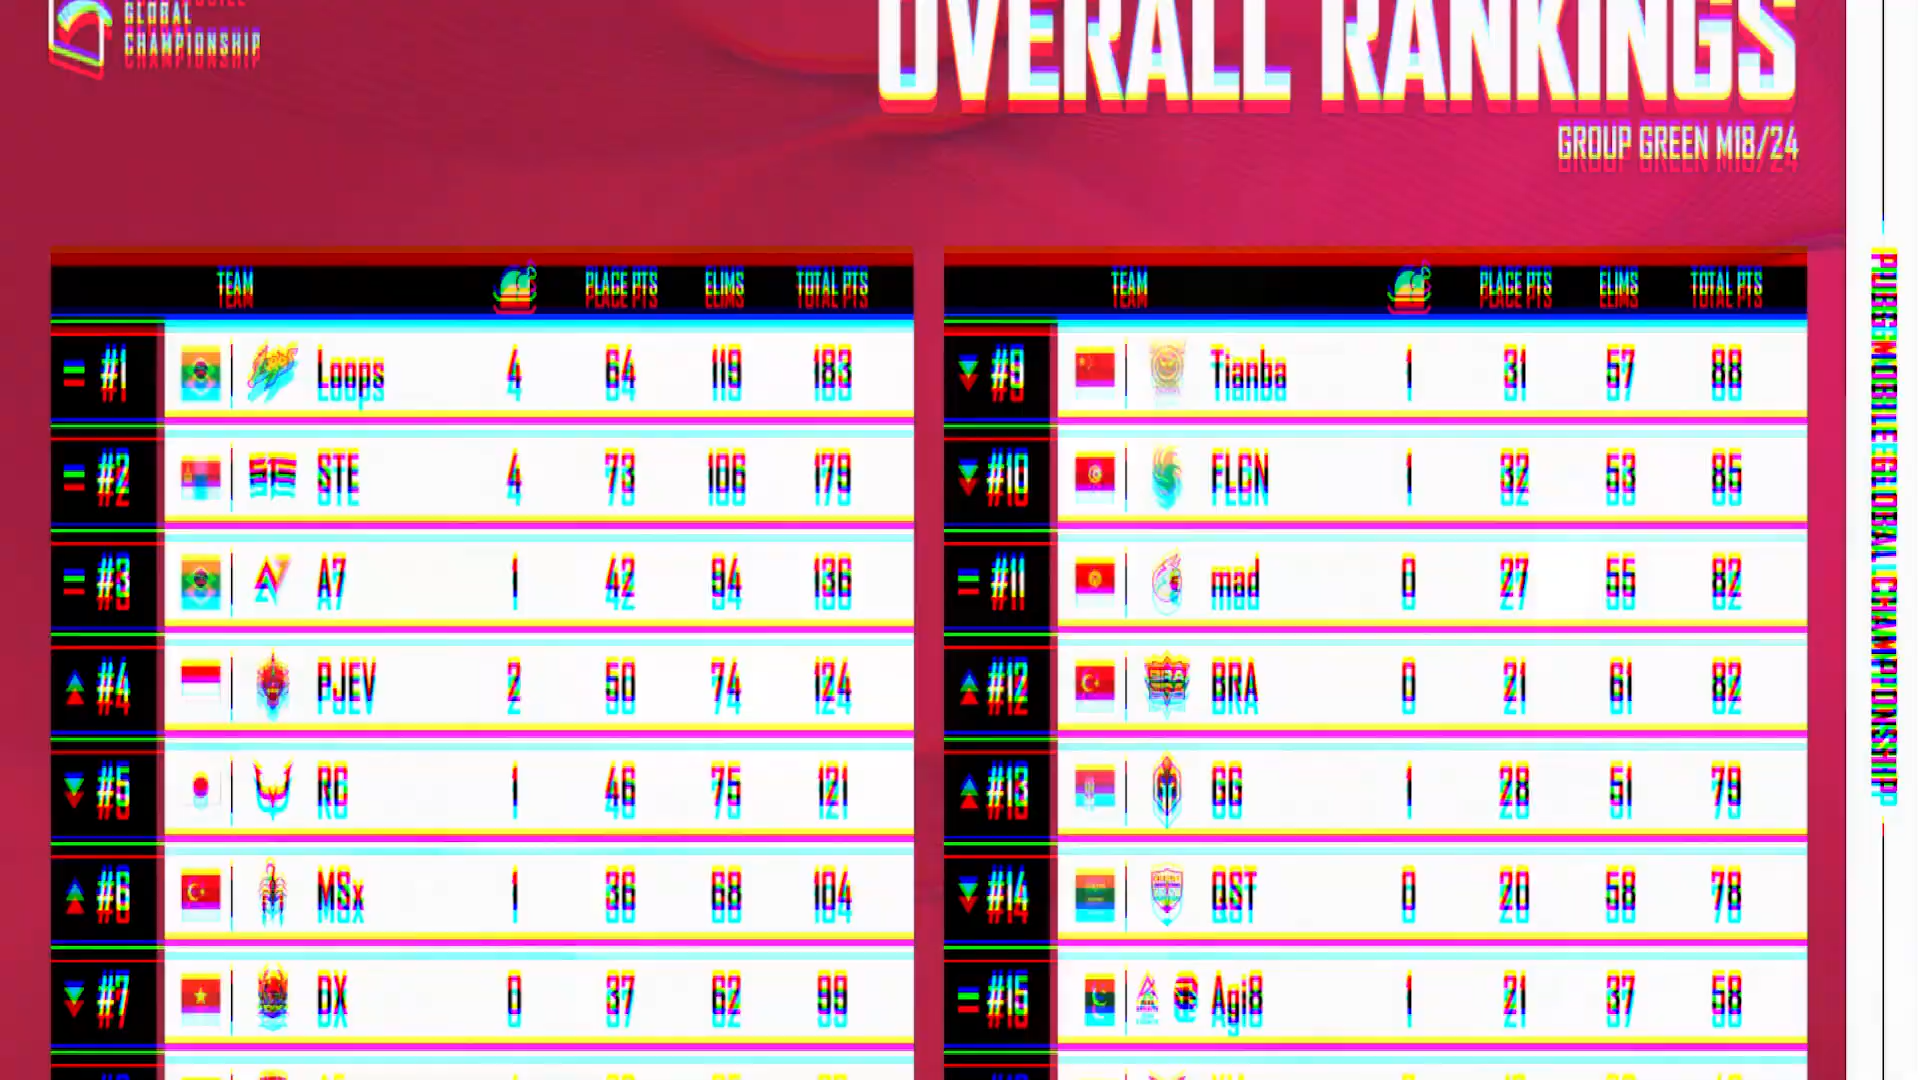 GLOBAL
CHAMPIONSHIP
OVERALL RANKINGS
GROUP GREEN M18/24
TEAM PLACE PTS ELIMS TOTAL PTS
#1 Loops 4 64 119 183
#2 STE 4 73 106 179
#3 A7 1 42 94 136
#4 PJEV 2 50 74 124
#5 RG 1 46 75 121
#6 MSx 1 36 68 104
#7 DX 0 37 62 99
TEAM PLACE PTS ELIMS TOTAL PTS
#9 Tianba 1 31 57 88
#10 FLCN 1 32 53 85
#11 mad 0 27 55 82
#12 BRA 0 21 61 82
#13 GG 1 28 51 79
#14 QST 0 20 58 78
#15 Agi8 1 21 37 58
PUBG MOBILE GLOBAL CHAMPIONSHIP